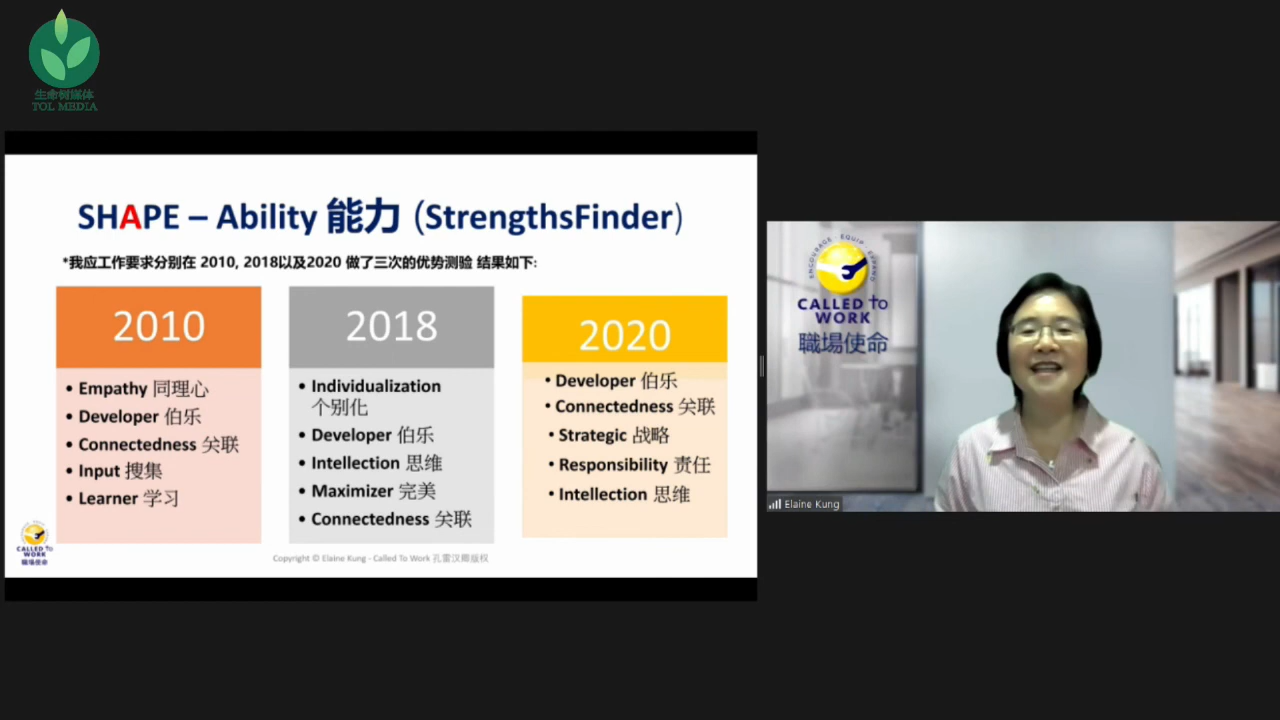 生命树媒体
TOL MEDIA
SHAPE – Ability 能力 (StrengthsFinder)
*我应工作要求分别在 2010, 2018以及2020 做了三次的优势测验 结果如下:
2010
• Empathy 同理心
• Developer 伯乐
• Connectedness 关联
• Input 搜集
• Learner 学习
2018
• Individualization
个别化
• Developer 伯乐
• Intellection 思维
• Maximizer 完美
• Connectedness 关联
2020
• Developer 伯乐
• Connectedness 关联
• Strategic 战略
• Responsibility 责任
• Intellection 思维
CALLED to
WORK
職場使命
Copyright © Elaine Kung - Called To Work 孔雷汉卿版权
ENCOURAGE · EQUIP · EXPAND
CALLED to
WORK
職場使命
Elaine Kung